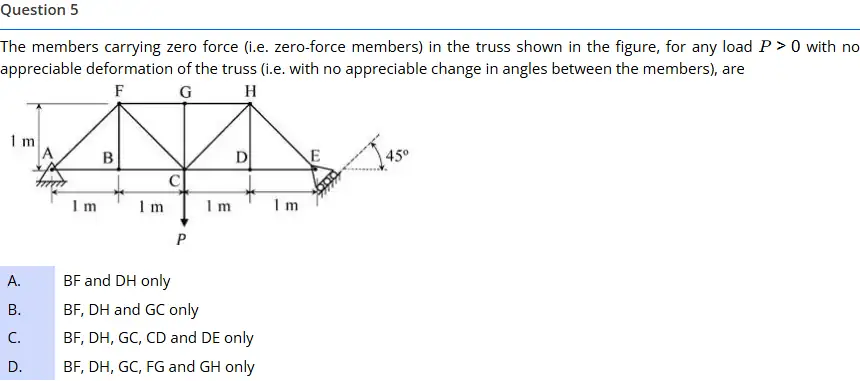 Question 5
The members carrying zero force (i.e. zero-force members) in the truss shown in the figure, for any load P > 0 with no
appreciable deformation of the truss (i.e. with no appreciable change in angles between the members), are
F G H
1 m
A B D E 45°
C
1 m 1 m 1 m 1 m
P
A. BF and DH only
B. BF, DH and GC only
C. BF, DH, GC, CD and DE only
D. BF, DH, GC, FG and GH only